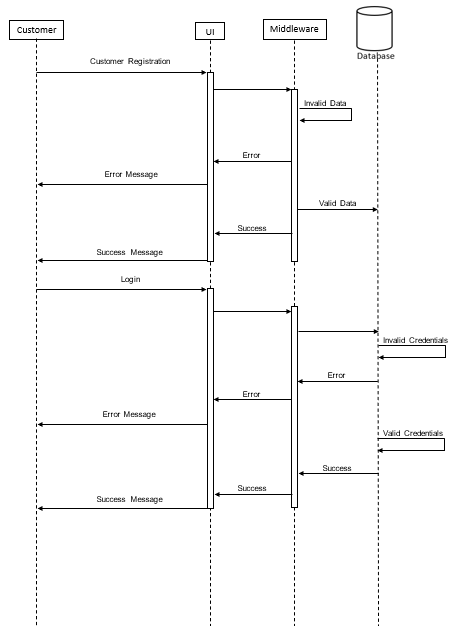 Customer
UI
Middleware
Database
Customer Registration
Invalid Data
Error
Error Message
Valid Data
Success
Success Message
Login
Invalid Credentials
Error
Error
Error Message
Valid Credentials
Success
Success
Success Message